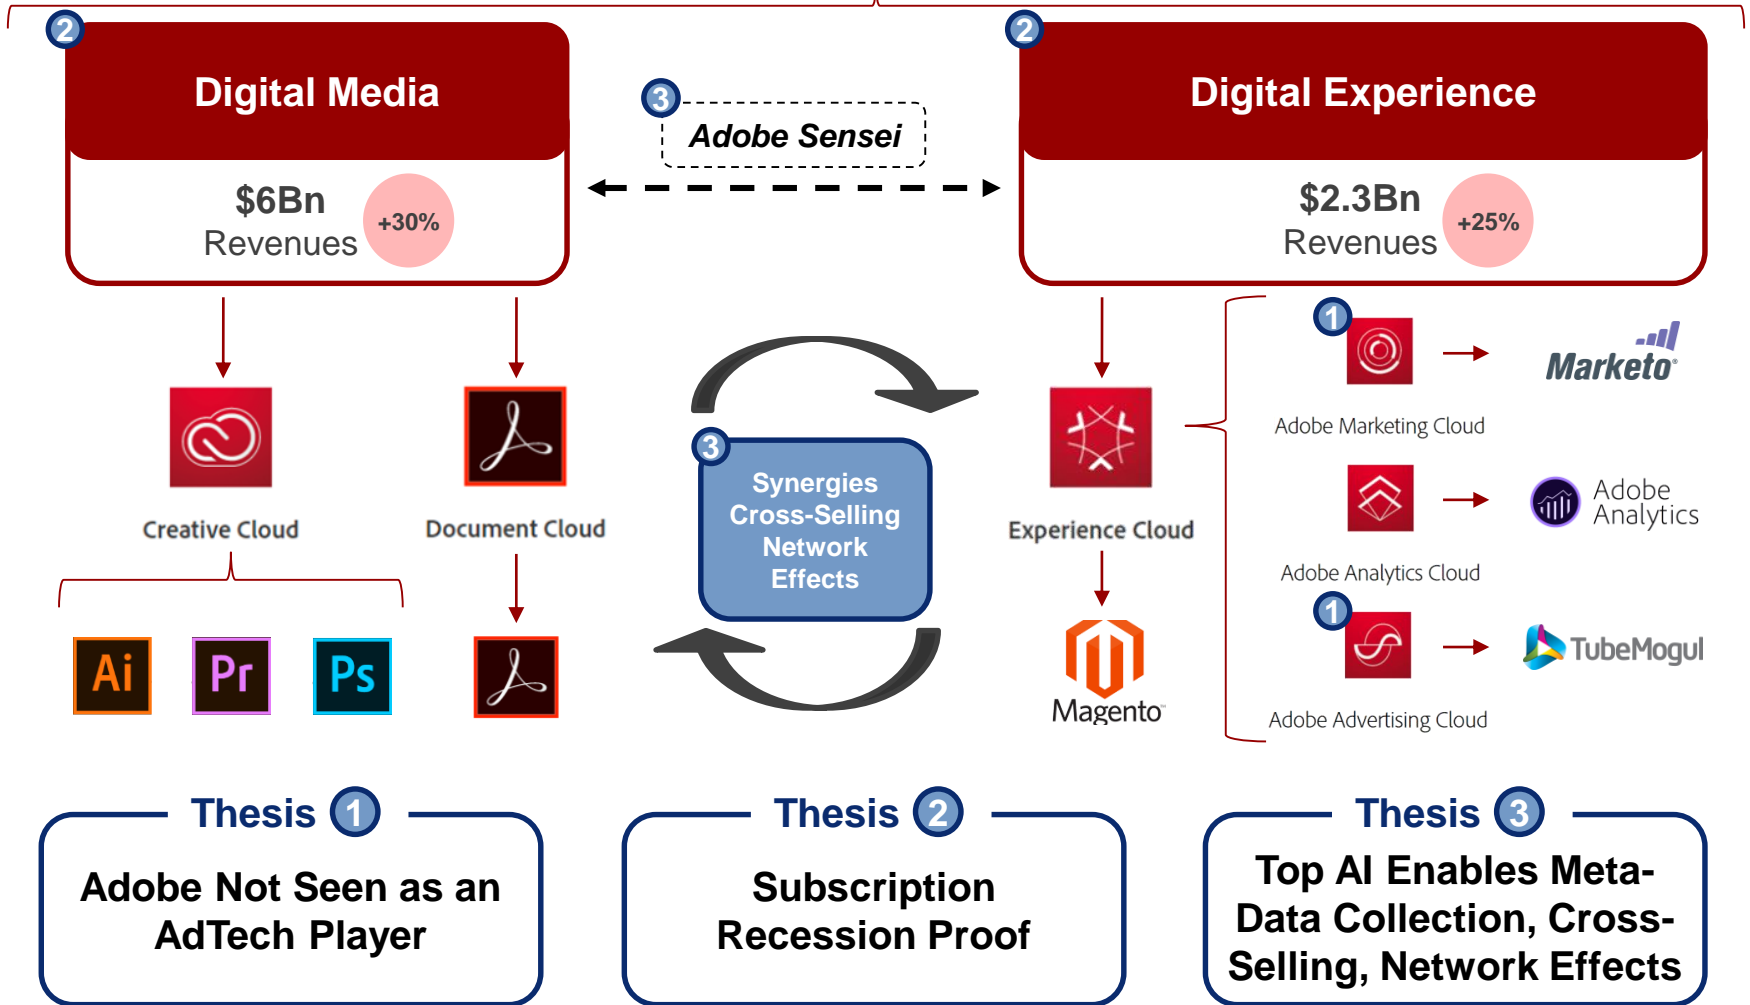 2
Digital Media
$6Bn
Revenues
+30%
3
Adobe Sensei
2
Digital Experience
$2.3Bn
Revenues
+25%
Creative Cloud
Document Cloud
Ai
Pr
Ps
3
Synergies
Cross-Selling
Network
Effects
Experience Cloud
Magento™
1
Marketo®
Adobe Marketing Cloud
Adobe
Analytics
Adobe Analytics Cloud
1
TubeMogul
Adobe Advertising Cloud
Thesis 1
Adobe Not Seen as an
AdTech Player
Thesis 2
Subscription
Recession Proof
Thesis 3
Top AI Enables Meta-
Data Collection, Cross-
Selling, Network Effects